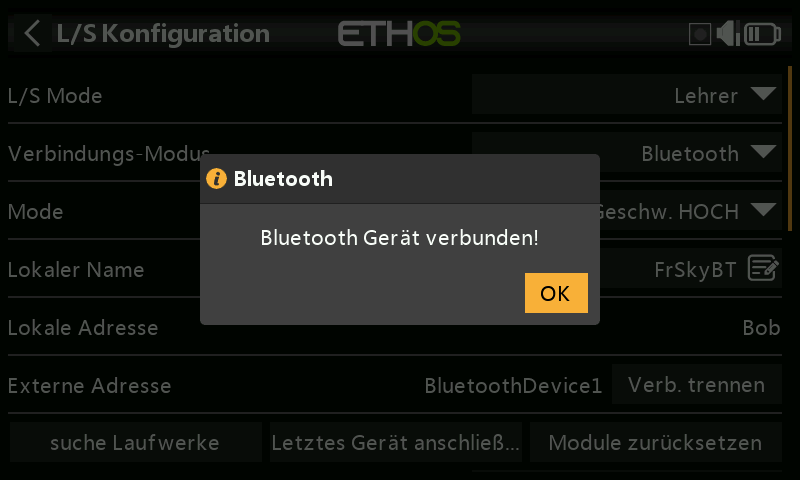 L/S Konfiguration
ETHOS
L/S Mode
Lehrer
Verbindungs-Modus
Bluetooth
Mode
Geschw. HOCH
Bluetooth
Bluetooth Gerät verbunden!
OK
Lokaler Name
FrSkyBT
Lokale Adresse
Bob
Externe Adresse
BluetoothDevice1
Verb. trennen
suche Laufwerke
Letztes Gerät anschließ...
Module zurücksetzen